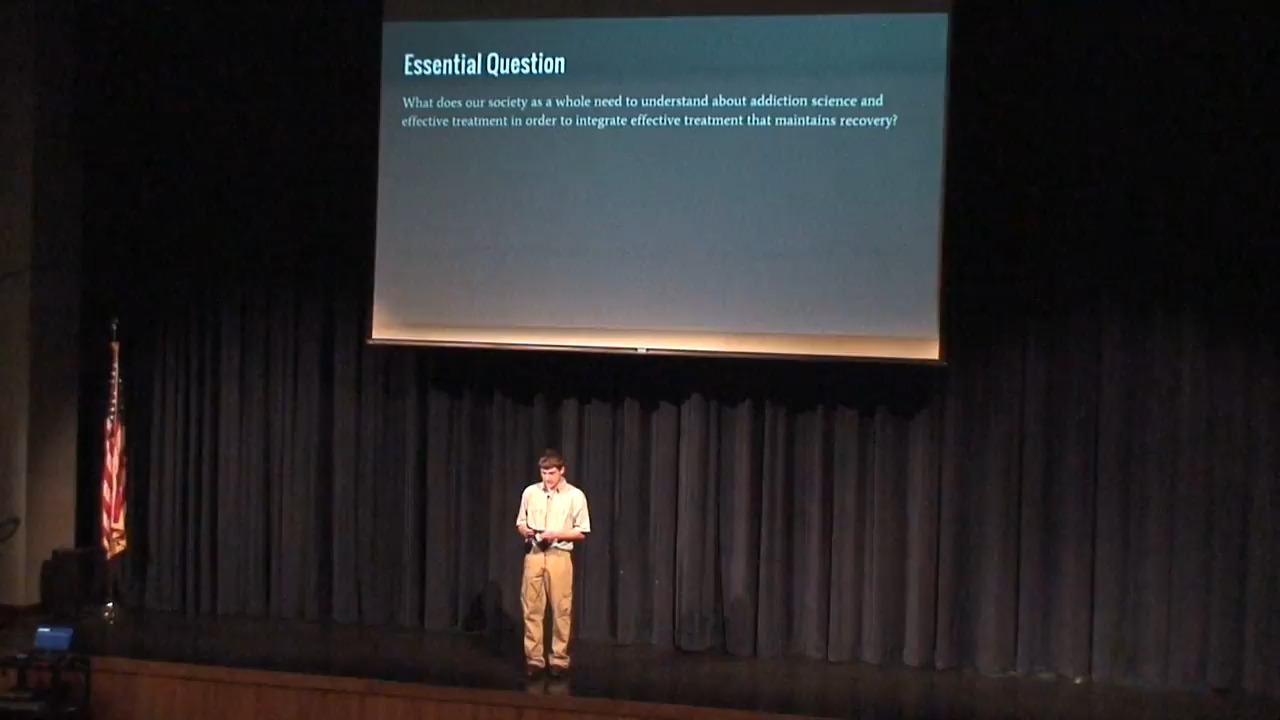 Essential Question
What does our society as a whole need to understand about addiction science and
effective treatment in order to integrate effective treatment that maintains recovery?